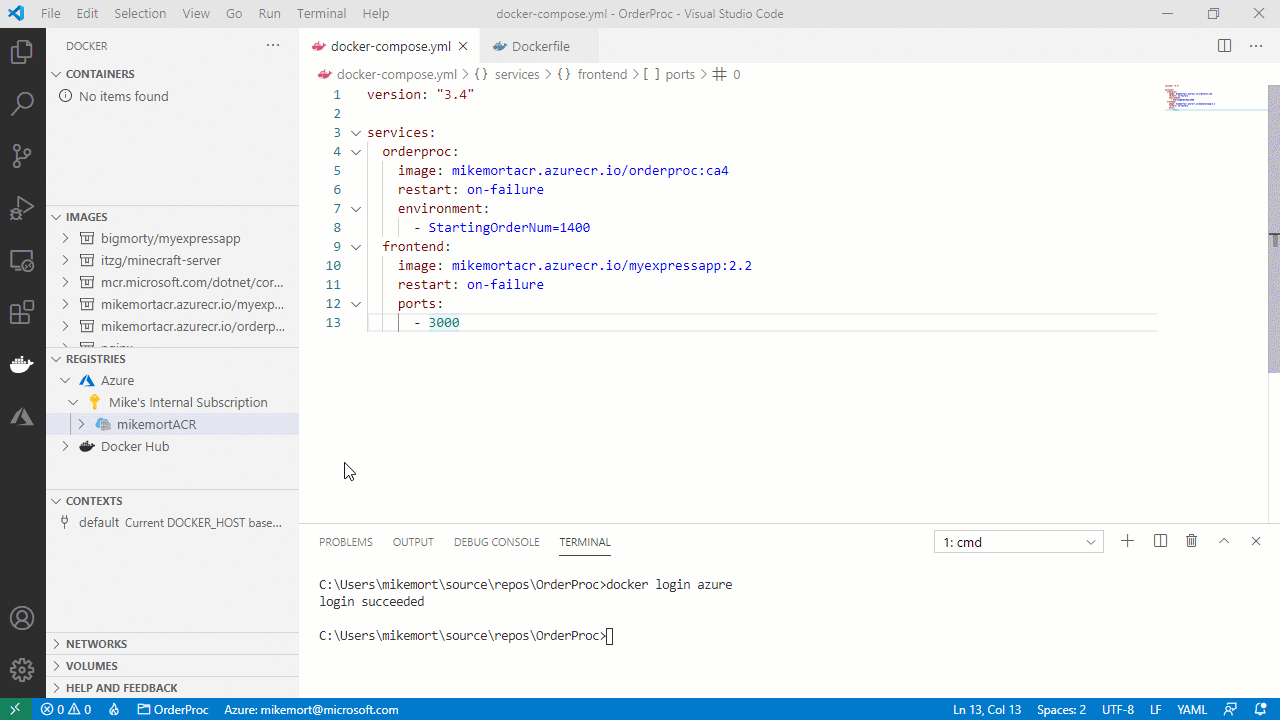 File Edit Selection View Go Run Terminal Help docker-compose.yml - OrderProc - Visual Studio Code
DOCKER
CONTAINERS
No items found
IMAGES
bigmorty/myexpressapp
itzg/minecraft-server
mcr.microsoft.com/dotnet/cor...
mikemortacr.azurecr.io/myexp...
mikemortacr.azurecr.io/orderp...
REGISTRIES
Azure
Mike's Internal Subscription
mikemortACR
Docker Hub
CONTEXTS
default Current DOCKER_HOST base...
NETWORKS
VOLUMES
HELP AND FEEDBACK
docker-compose.yml Dockerfile
docker-compose.yml > {} services > {} frontend > [ ] ports > # 0
1 version: "3.4"
2
3 services:
4 orderproc:
5 image: mikemortacr.azurecr.io/orderproc:ca4
6 restart: on-failure
7 environment:
8 - StartingOrderNum=1400
9 frontend:
10 image: mikemortacr.azurecr.io/myexpressapp:2.2
11 restart: on-failure
12 ports:
13 - 3000
PROBLEMS OUTPUT DEBUG CONSOLE TERMINAL 1: cmd
C:\Users\mikemort\source\repos\OrderProc>docker login azure
login succeeded
C:\Users\mikemort\source\repos\OrderProc>
0 0 OrderProc Azure: mikemort@microsoft.com Ln 13, Col 13 Spaces: 2 UTF-8 LF YAML